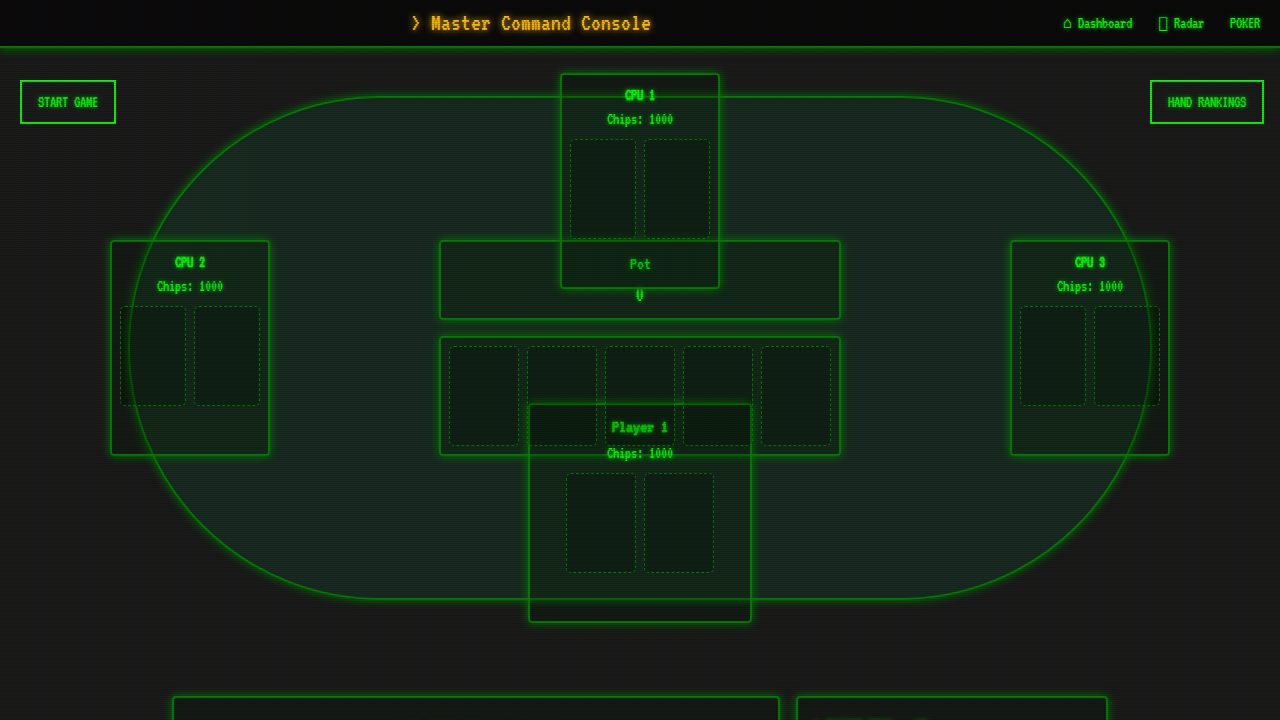 > Master Command Console
⌂ Dashboard
Radar
POKER
START GAME
HAND RANKINGS
CPU 1
Chips: 1000
CPU 2
Chips: 1000
CPU 3
Chips: 1000
Pot
0
Player 1
Chips: 1000